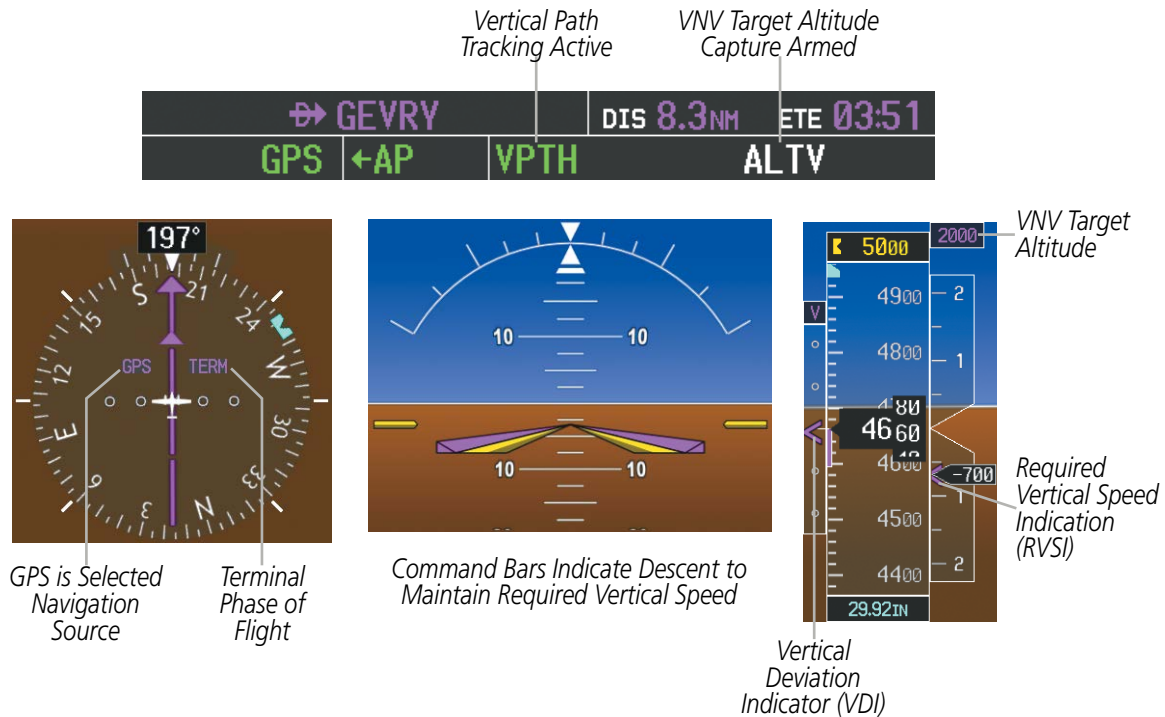 Vertical Path
Tracking Active
VNV Target Altitude
Capture Armed
GEVRY
DIS 8.3NM
ETE 03:51
GPS
←AP
VPTH
ALTV
197°
S
21
24
W
30
33
N
3
6
E
12
15
GPS
TERM
10
10
10
10
5000
2000
VNV Target
Altitude
V
4900
4800
4660
80
4600
4500
4400
2
1
-700
1
2
29.92IN
Required
Vertical Speed
Indication
(RVSI)
GPS is Selected
Navigation
Source
Terminal
Phase of
Flight
Command Bars Indicate Descent to
Maintain Required Vertical Speed
Vertical
Deviation
Indicator (VDI)